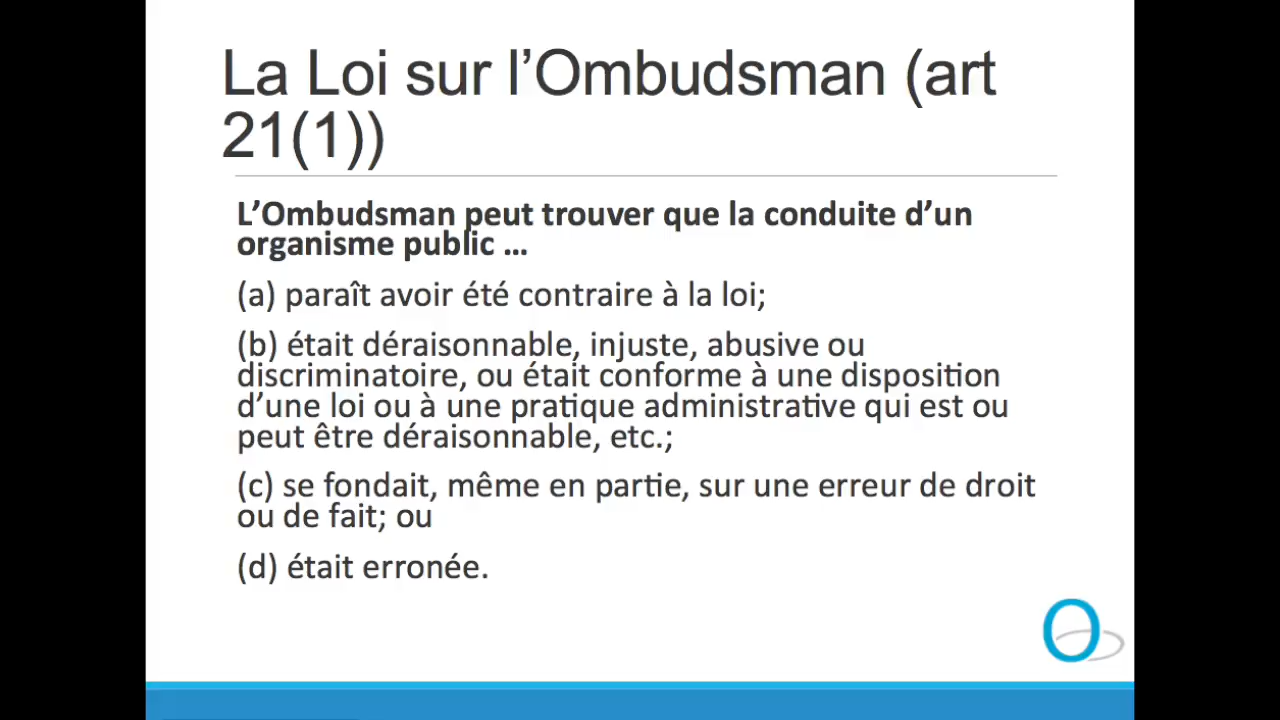 La Loi sur l’Ombudsman (art
21(1))
L’Ombudsman peut trouver que la conduite d’un
organisme public …
(a) paraît avoir été contraire à la loi;
(b) était déraisonnable, injuste, abusive ou
discriminatoire, ou était conforme à une disposition
d’une loi ou à une pratique administrative qui est ou
peut être déraisonnable, etc.;
(c) se fondait, même en partie, sur une erreur de droit
ou de fait; ou
(d) était erronée.